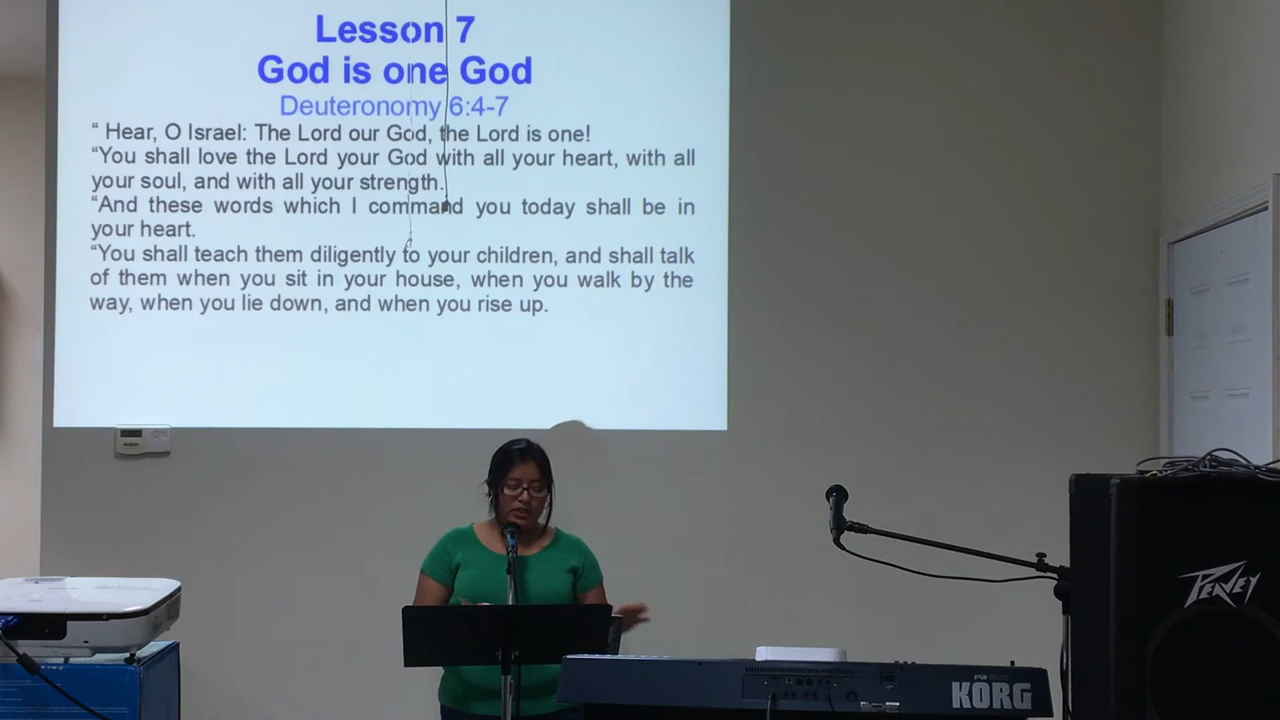 Lesson 7
God is one God
Deuteronomy 6:4-7
“ Hear, O Israel: The Lord our God, the Lord is one!
“You shall love the Lord your God with all your heart, with all
your soul, and with all your strength.
“And these words which I command you today shall be in
your heart.
“You shall teach them diligently to your children, and shall talk
of them when you sit in your house, when you walk by the
way, when you lie down, and when you rise up.
PEAVEY
KORG